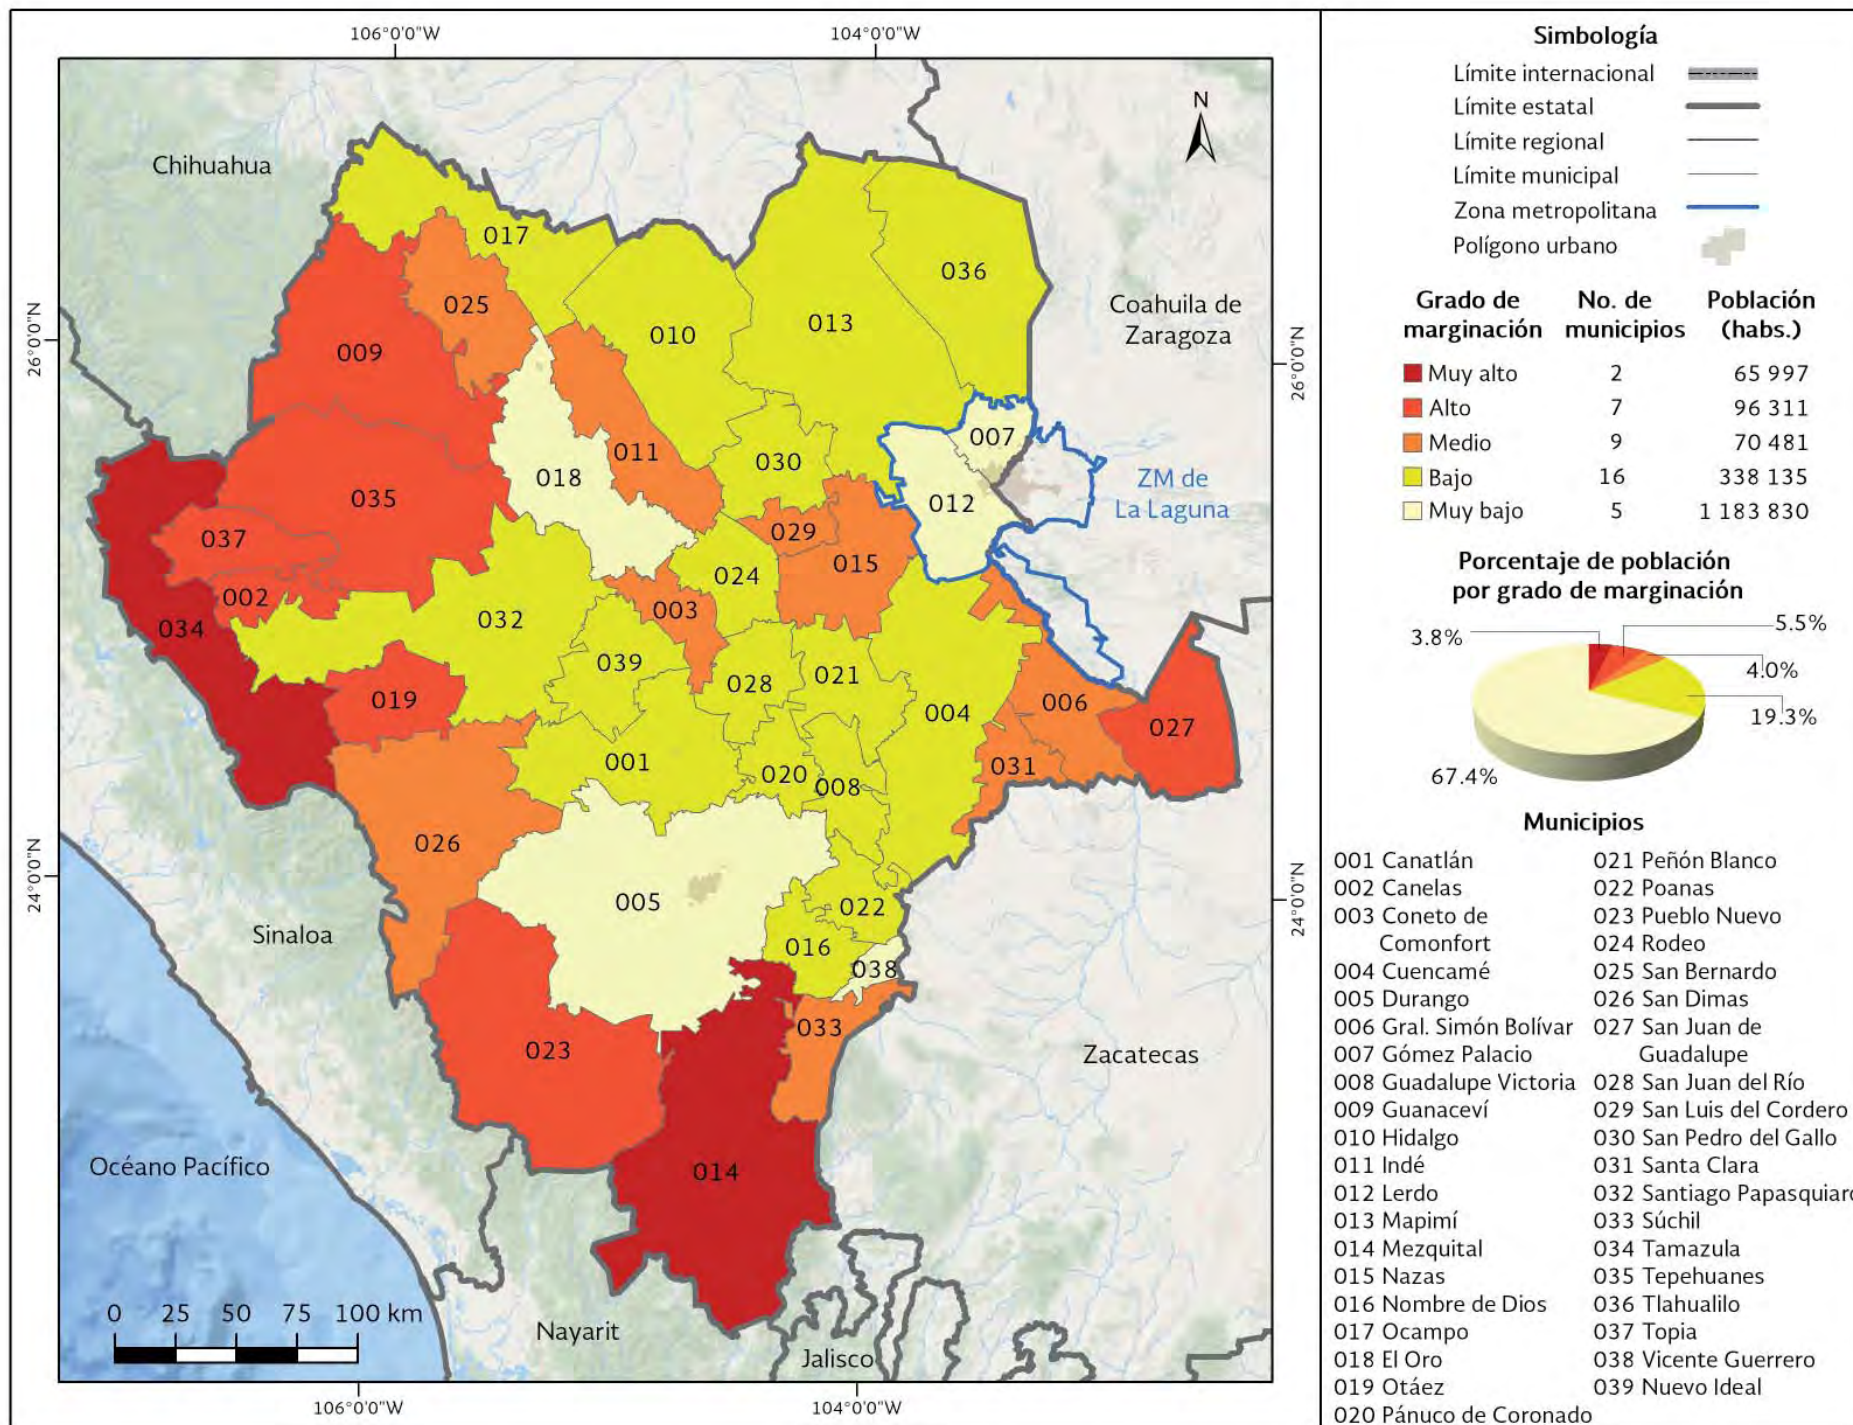 106°0'0"W 104°0'0"W
N
Chihuahua
017
036
025
Coahuila de
Zaragoza
013
010
26°0'0"N
26°0'0"N
009
007
011
030
018
ZM de
La Laguna
035
012
029
037
015
024
002
003
032
034
039
021
028
019
006
004
027
001
031
020
008
026
24°0'0"N
24°0'0"N
005
022
Sinaloa
016
038
033
023
Zacatecas
Océano Pacífico
014
0 25 50 75 100 km
Nayarit
Jalisco
106°0'0"W 104°0'0"W
Simbología
Límite internacional
Límite estatal
Límite regional
Límite municipal
Zona metropolitana
Polígono urbano
Grado de No. de Población
marginación municipios (habs.)
Muy alto 2 65 997
Alto 7 96 311
Medio 9 70 481
Bajo 16 338 135
Muy bajo 5 1 183 830
Porcentaje de población
por grado de marginación
3.8% 5.5%
4.0%
19.3%
67.4%
Municipios
001 Canatlán
002 Canelas
003 Coneto de
Comonfort
004 Cuencamé
005 Durango
006 Gral. Simón Bolívar
007 Gómez Palacio
008 Guadalupe Victoria
009 Guanaceví
010 Hidalgo
011 Indé
012 Lerdo
013 Mapimí
014 Mezquital
015 Nazas
016 Nombre de Dios
017 Ocampo
018 El Oro
019 Otáez
020 Pánuco de Coronado
021 Peñón Blanco
022 Poanas
023 Pueblo Nuevo
024 Rodeo
025 San Bernardo
026 San Dimas
027 San Juan de
Guadalupe
028 San Juan del Río
029 San Luis del Cordero
030 San Pedro del Gallo
031 Santa Clara
032 Santiago Papasquiaro
033 Súchil
034 Tamazula
035 Tepehuanes
036 Tlahualilo
037 Topia
038 Vicente Guerrero
039 Nuevo Ideal